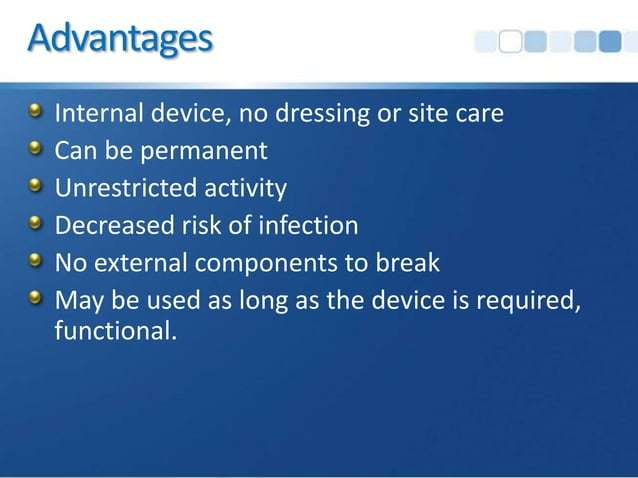 Advantages
Internal device, no dressing or site care
Can be permanent
Unrestricted activity
Decreased risk of infection
No external components to break
May be used as long as the device is required,
functional.